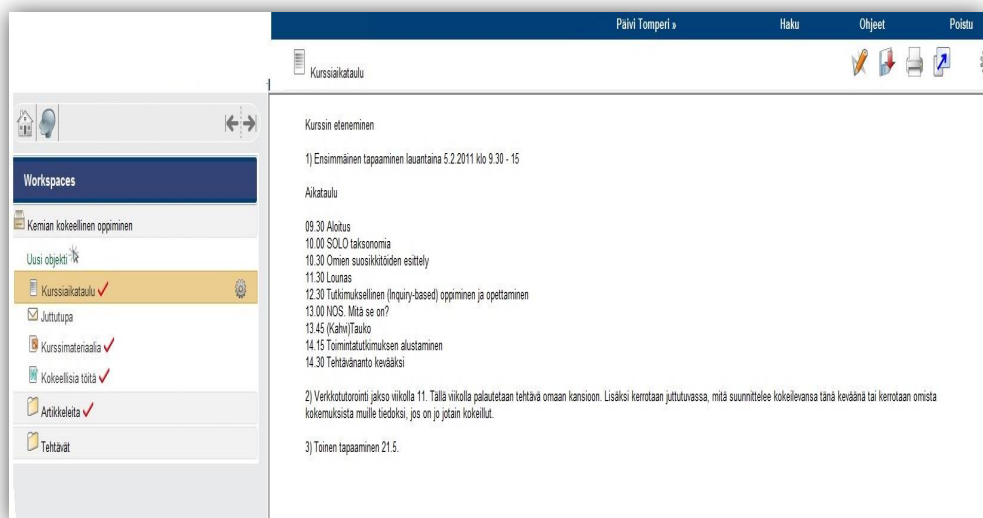 Päivi Tomperi » Haku Ohjeet Poistu
Kurssiaikataulu
Workspaces
Kemian kokeellinen oppiminen
Uusi objekti
Kurssiaikataulu
Juttutupa
Kurssimateriaalia
Kokeellisia töitä
Artikkeleita
Tehtävät
Kurssin eteneminen
1) Ensimmäinen tapaaminen lauantaina 5.2.2011 klo 9.30 - 15
Aikataulu
09.30 Aloitus
10.00 SOLO taksonomia
10.30 Omien suosikkitöiden esittely
11.30 Lounas
12.30 Tutkimuksellinen (Inquiry-based) oppiminen ja opettaminen
13.00 NOS. Mitä se on?
13.45 (Kahvi)Tauko
14.15 Toimintatutkimuksen alustaminen
14.30 Tehtävänanto kevääksi
2) Verkkotutorointi jakso viikolla 11. Tällä viikolla palautetaan tehtävä omaan kansioon. Lisäksi kerrotaan juttutuvassa, mitä suunnittelee kokeilevansa tänä keväänä tai kerrotaan omista
kokemuksista muille tiedoksi, jos on jo jotain kokeillut.
3) Toinen tapaaminen 21.5.